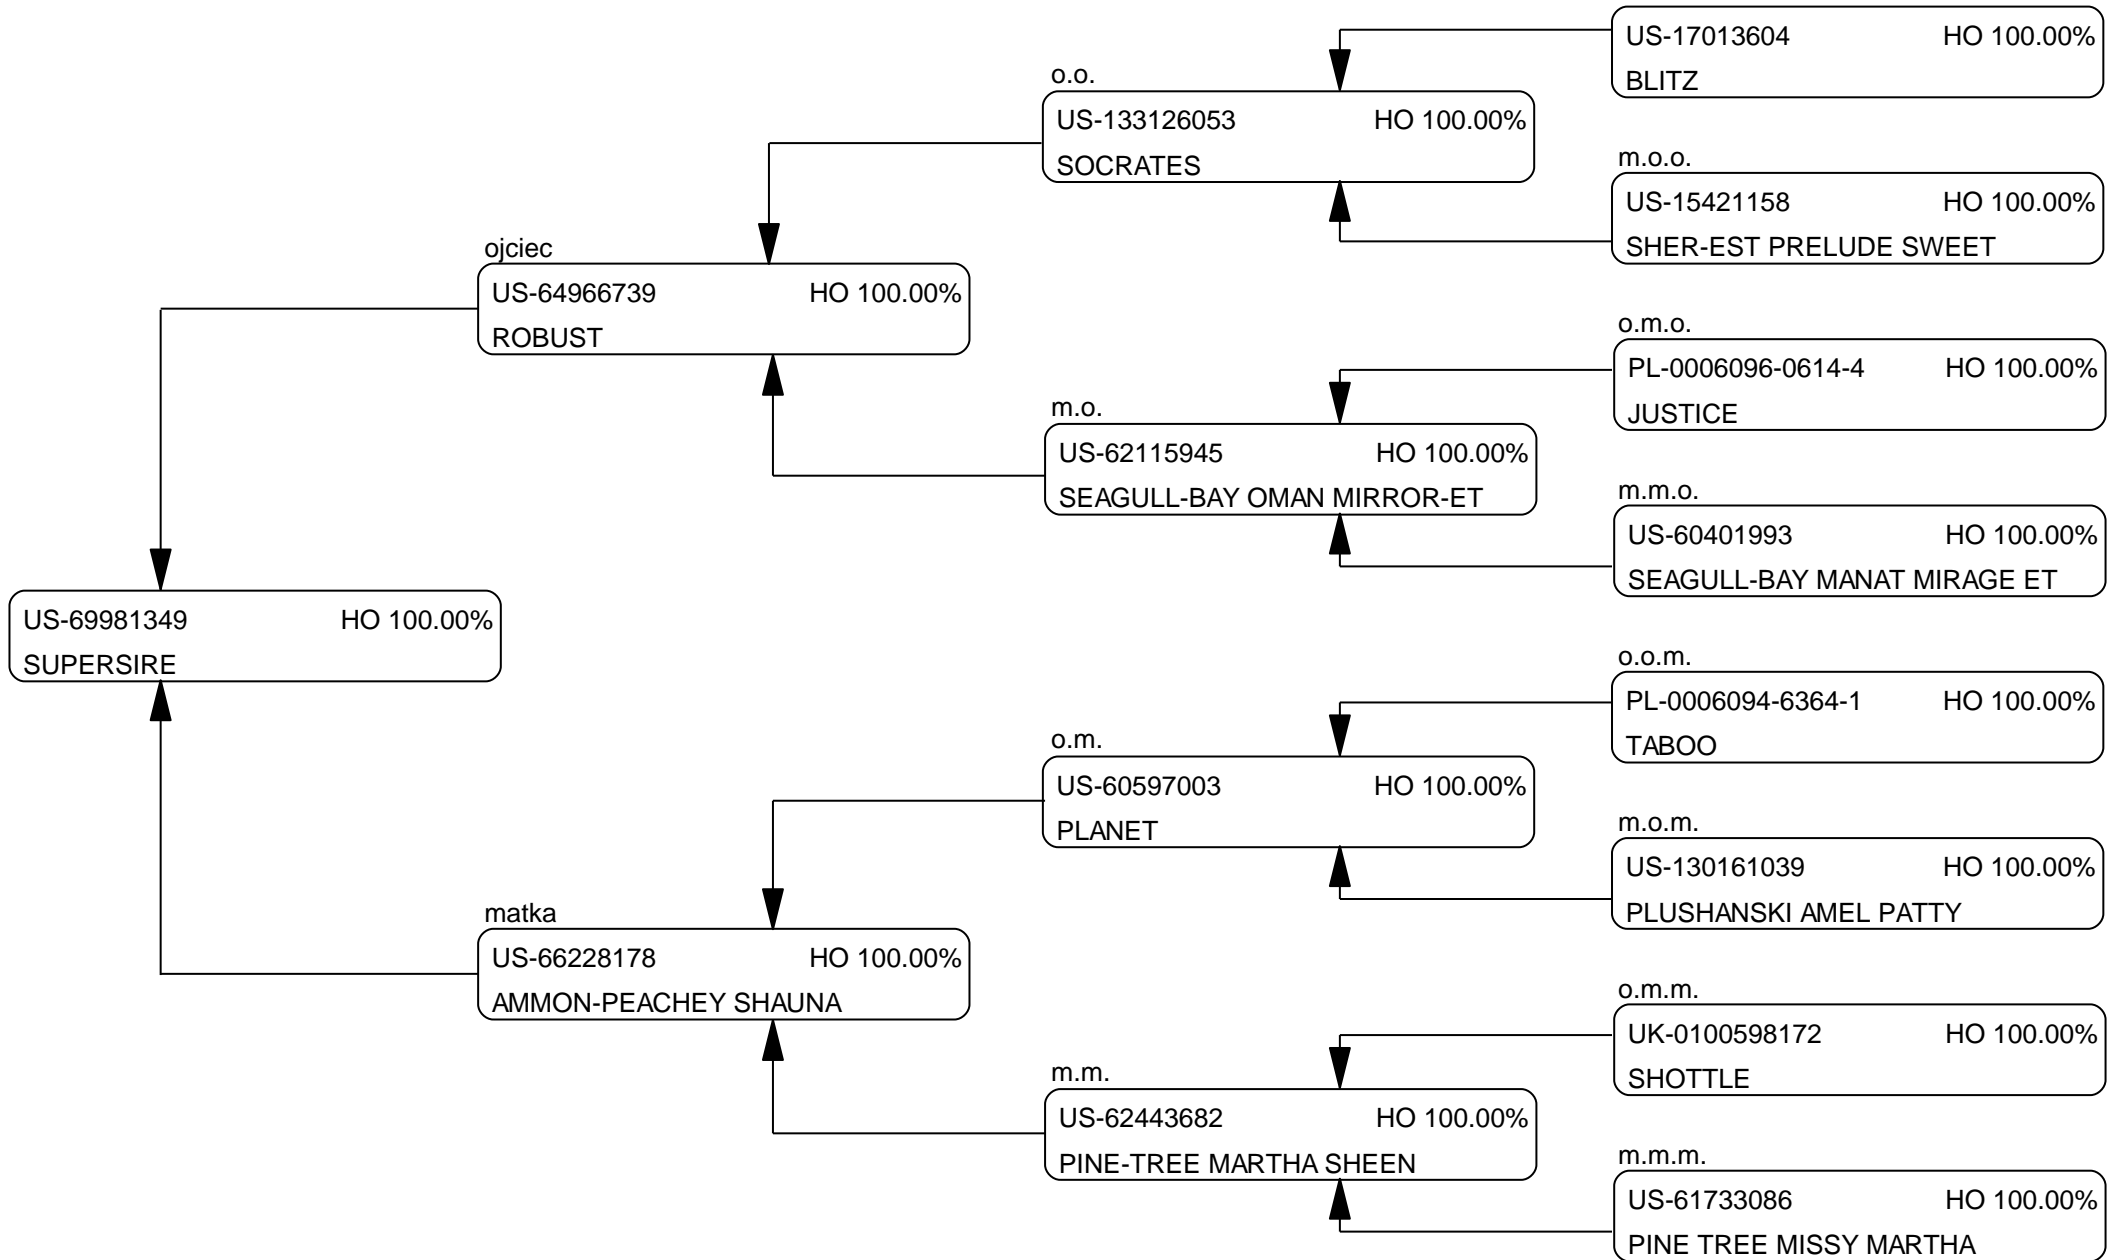 US-17013604 HO 100.00%
BLITZ
o.o.
US-133126053 HO 100.00%
SOCRATES
m.o.o.
US-15421158 HO 100.00%
SHER-EST PRELUDE SWEET
ojciec
US-64966739 HO 100.00%
ROBUST
o.m.o.
PL-0006096-0614-4 HO 100.00%
JUSTICE
m.o.
US-62115945 HO 100.00%
SEAGULL-BAY OMAN MIRROR-ET
m.m.o.
US-60401993 HO 100.00%
SEAGULL-BAY MANAT MIRAGE ET
US-69981349 HO 100.00%
SUPERSIRE
o.o.m.
PL-0006094-6364-1 HO 100.00%
TABOO
o.m.
US-60597003 HO 100.00%
PLANET
m.o.m.
US-130161039 HO 100.00%
PLUSHANSKI AMEL PATTY
matka
US-66228178 HO 100.00%
AMMON-PEACHEY SHAUNA
o.m.m.
UK-0100598172 HO 100.00%
SHOTTLE
m.m.
US-62443682 HO 100.00%
PINE-TREE MARTHA SHEEN
m.m.m.
US-61733086 HO 100.00%
PINE TREE MISSY MARTHA